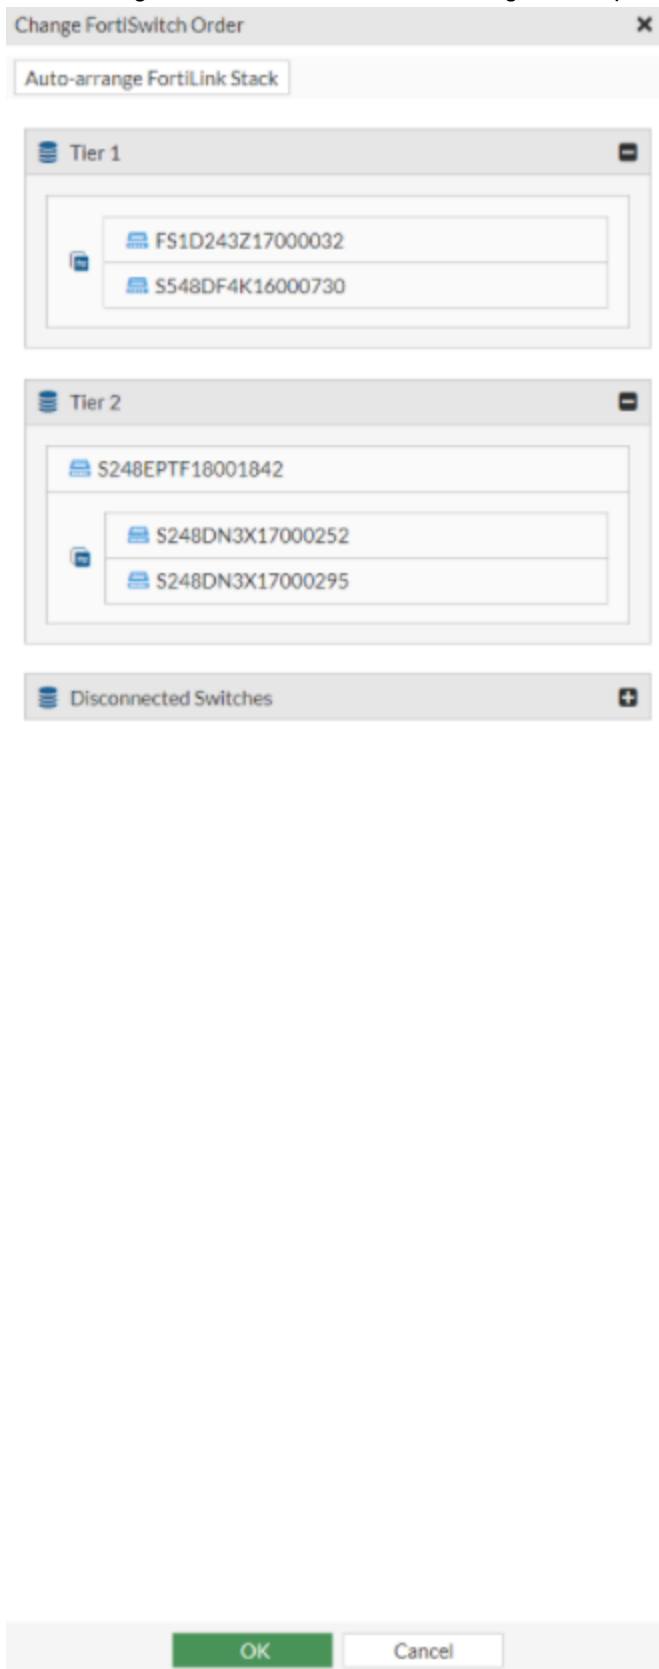 Change FortiSwitch Order
Auto-arrange FortiLink Stack
Tier 1
FS1D243Z17000032
S548DF4K16000730
Tier 2
S248EPTF18001842
S248DN3X17000252
S248DN3X17000295
Disconnected Switches
OK Cancel